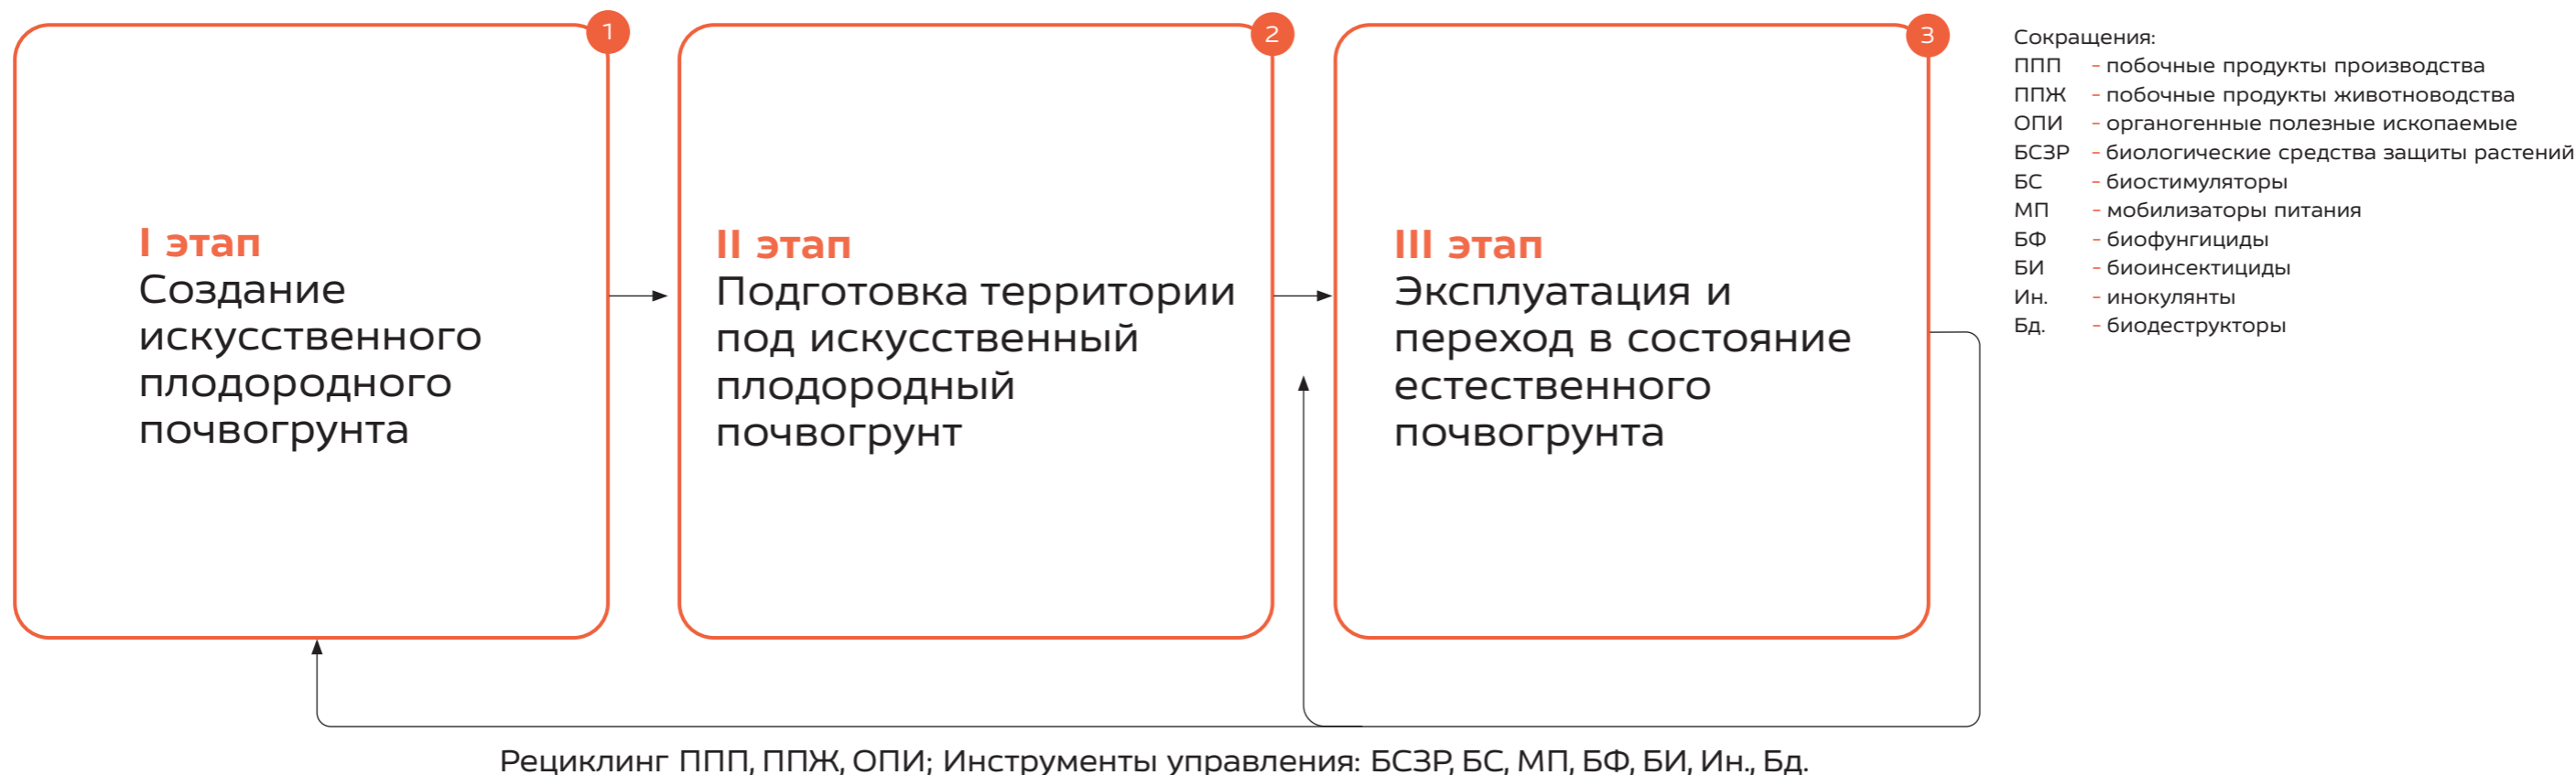 1
I этап
Создание
искусственного
плодородного
почвогрунта
2
II этап
Подготовка территории
под искусственный
плодородный
почвогрунт
3
III этап
Эксплуатация и
переход в состояние
естественного
почвогрунта
Сокращения:
ППП - побочные продукты производства
ППЖ - побочные продукты животноводства
ОПИ - органогенные полезные ископаемые
БСЗР - биологические средства защиты растений
БС - биостимуляторы
МП - мобилизаторы питания
БФ - биофунгициды
БИ - биоинсектициды
Ин. - инокулянты
Бд. - биодеструкторы
Рециклинг ППП, ППЖ, ОПИ; Инструменты управления: БСЗР, БС, МП, БФ, БИ, Ин., Бд.